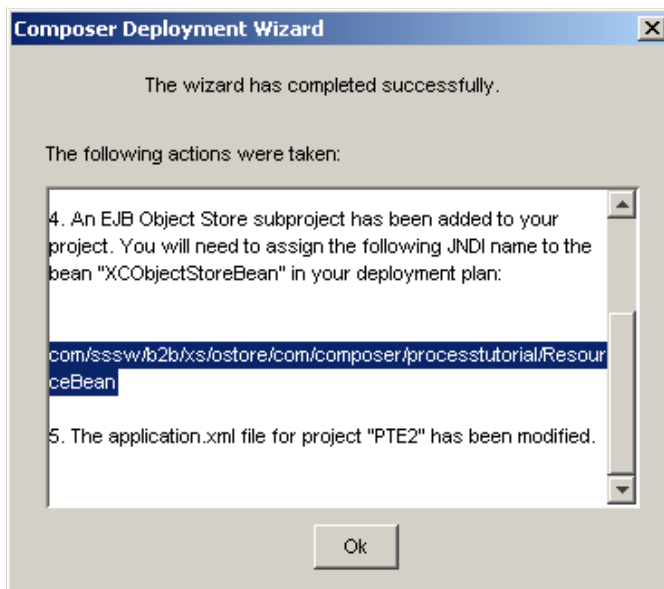 Composer Deployment Wizard
The wizard has completed successfully.
The following actions were taken:
4. An EJB Object Store subproject has been added to your
project. You will need to assign the following JNDI name to the
bean "XCObjectStoreBean" in your deployment plan:
com/sssw/b2b/xs/ostore/com/composer/processtutorial/Resour
ceBean
5. The application.xml file for project "PTE2" has been modified.
Ok